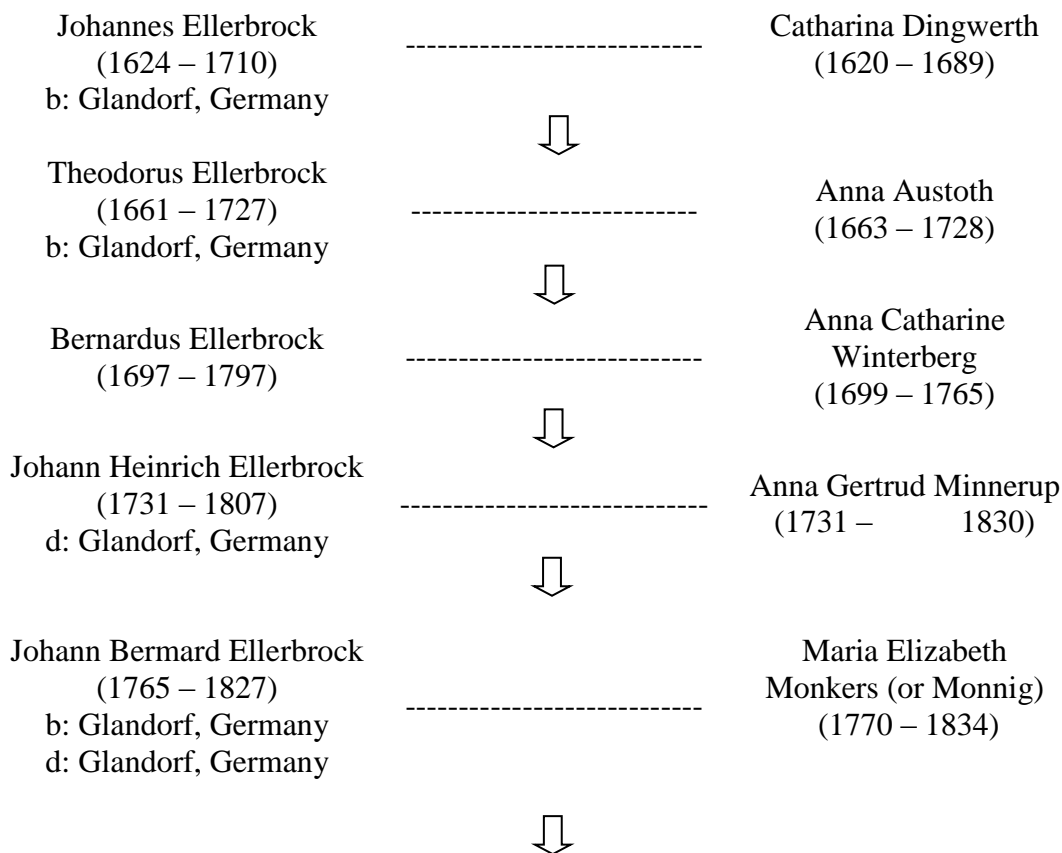 Johannes Ellerbrock
(1624 – 1710)
b: Glandorf, Germany
Catharina Dingwerth
(1620 – 1689)
Theodorus Ellerbrock
(1661 – 1727)
b: Glandorf, Germany
Anna Austoth
(1663 – 1728)
Bernardus Ellerbrock
(1697 – 1797)
Anna Catharine
Winterberg
(1699 – 1765)
Johann Heinrich Ellerbrock
(1731 – 1807)
d: Glandorf, Germany
Anna Gertrud Minnerup
(1731 – 1830)
Johann Bermard Ellerbrock
(1765 – 1827)
b: Glandorf, Germany
d: Glandorf, Germany
Maria Elizabeth
Monkers (or Monnig)
(1770 – 1834)